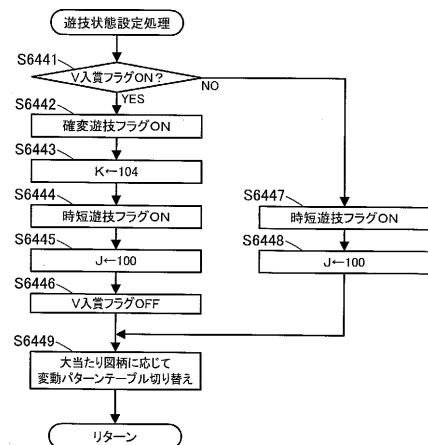 遊技状態設定処理
S6441
V入賞フラグON?
NO
YES
S6442
確変遊技フラグON
S6443
K←104
S6444
時短遊技フラグON
S6445
J←100
S6446
V入賞フラグOFF
S6447
時短遊技フラグON
S6448
J←100
S6449
大当たり図柄に応じて
変動パターンテーブル切り替え
リターン